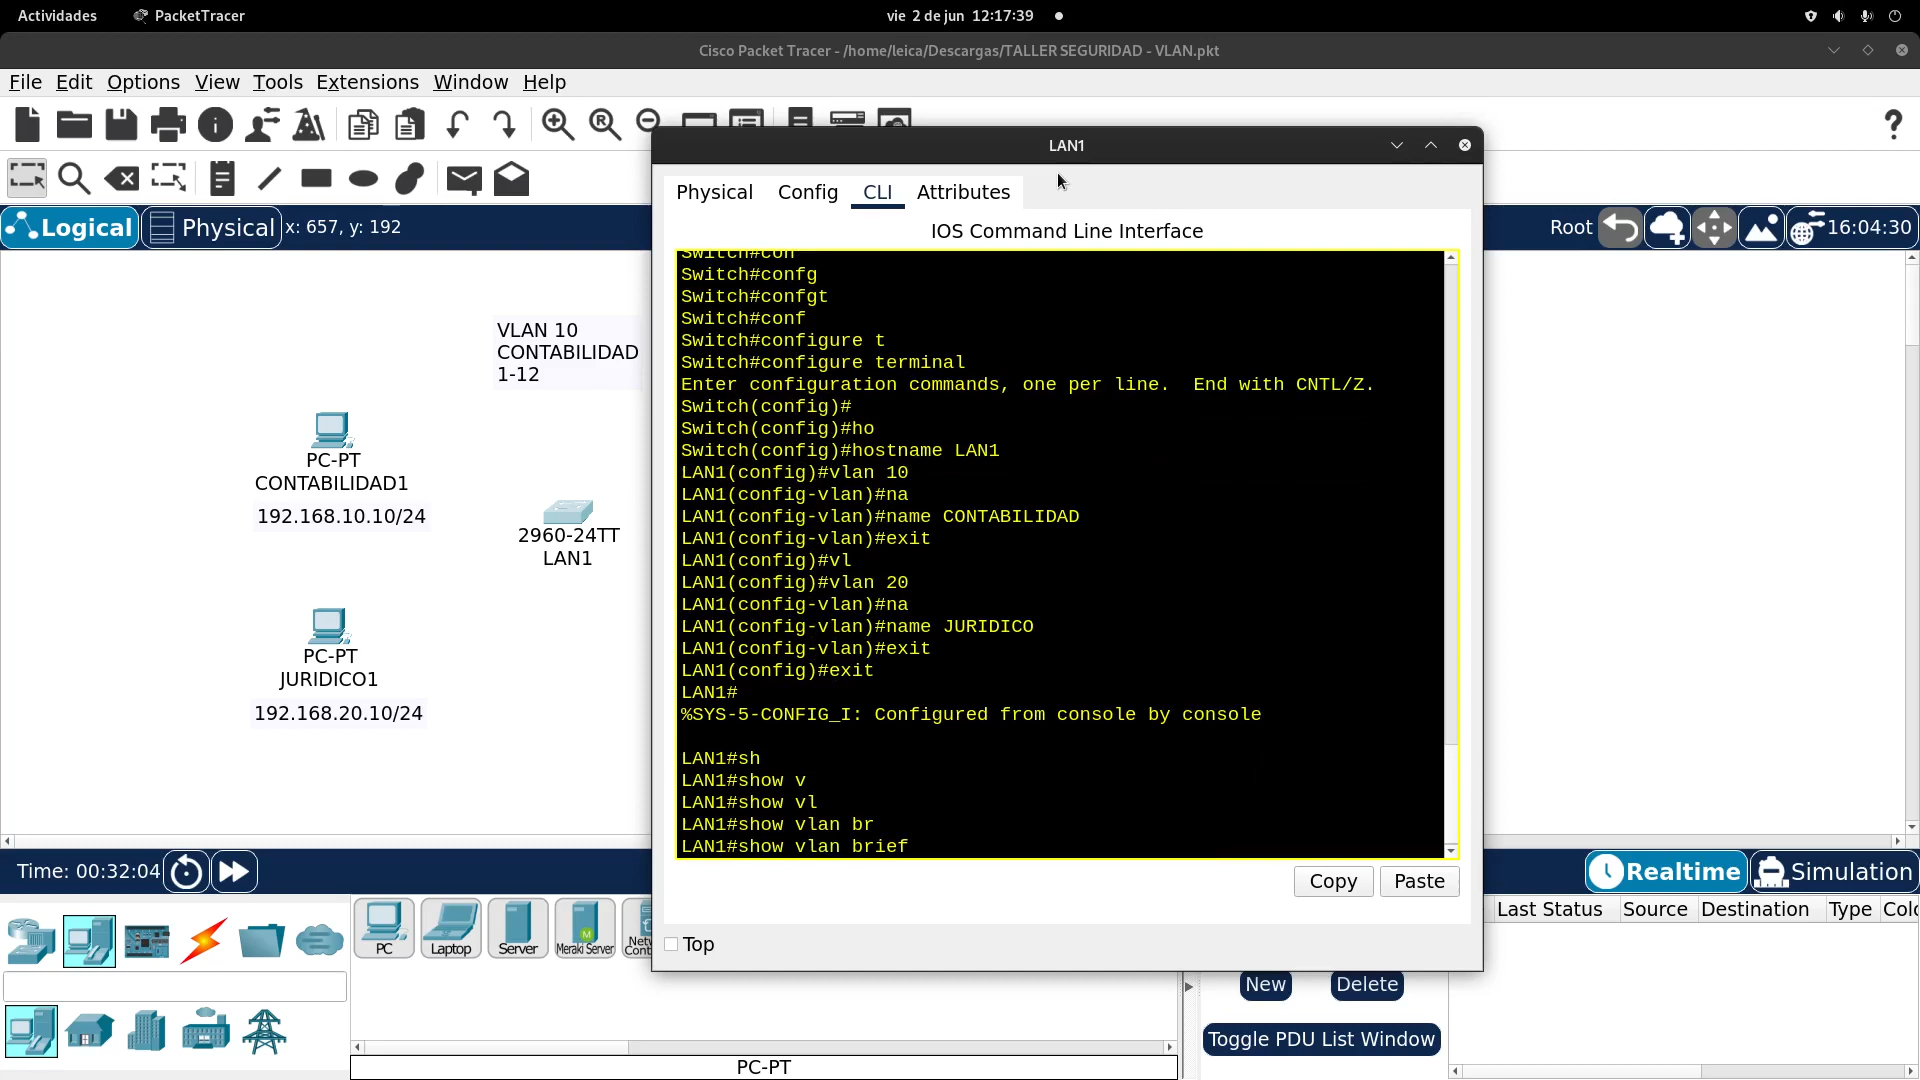 Actividades
PacketTracer
vie 2 de jun 12:17:39
Cisco Packet Tracer - /home/leica/Descargas/TALLER SEGURIDAD - VLAN.pkt
File Edit Options View Tools Extensions Window Help
LAN1
Physical Config CLI Attributes
Logical
Physical
x: 657, y: 192
Root
16:04:30
IOS Command Line Interface
Switch#con
Switch#confg
Switch#confgt
Switch#conf
Switch#configure t
Switch#configure terminal
Enter configuration commands, one per line. End with CNTL/Z.
Switch(config)#
Switch(config)#ho
Switch(config)#hostname LAN1
LAN1(config)#vlan 10
LAN1(config-vlan)#na
LAN1(config-vlan)#name CONTABILIDAD
LAN1(config-vlan)#exit
LAN1(config)#vl
LAN1(config)#vlan 20
LAN1(config-vlan)#na
LAN1(config-vlan)#name JURIDICO
LAN1(config-vlan)#exit
LAN1(config)#exit
LAN1#
%SYS-5-CONFIG_I: Configured from console by console
LAN1#sh
LAN1#show v
LAN1#show vl
LAN1#show vlan br
LAN1#show vlan brief
Copy Paste
Top
VLAN 10
CONTABILIDAD
1-12
PC-PT
CONTABILIDAD1
192.168.10.10/24
2960-24TT
LAN1
PC-PT
JURIDICO1
192.168.20.10/24
Time: 00:32:04
Realtime
Simulation
Last Status Source Destination Type
PC
Laptop
Server
Meraki Server
M
New Delete
Toggle PDU List Window
PC-PT